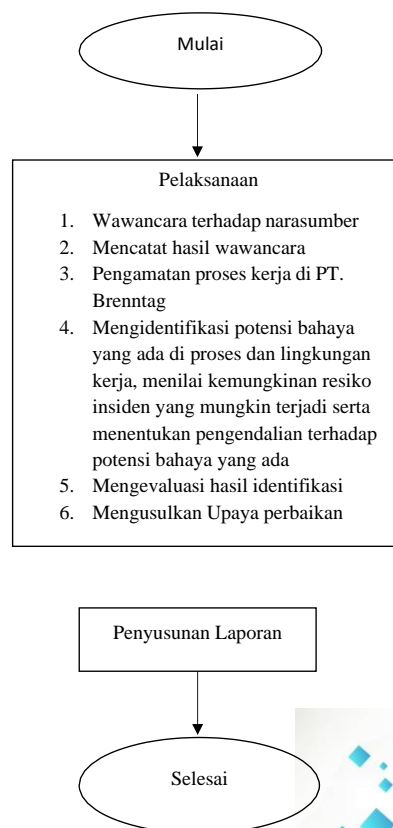 Mulai
Pelaksanaan
1. Wawancara terhadap narasumber
2. Mencatat hasil wawancara
3. Pengamatan proses kerja di PT.
Brenntag
4. Mengidentifikasi potensi bahaya
yang ada di proses dan lingkungan
kerja, menilai kemungkinan resiko
insiden yang mungkin terjadi serta
menentukan pengendalian terhadap
potensi bahaya yang ada
5. Mengevaluasi hasil identifikasi
6. Mengusulkan Upaya perbaikan
Penyusunan Laporan
Selesai